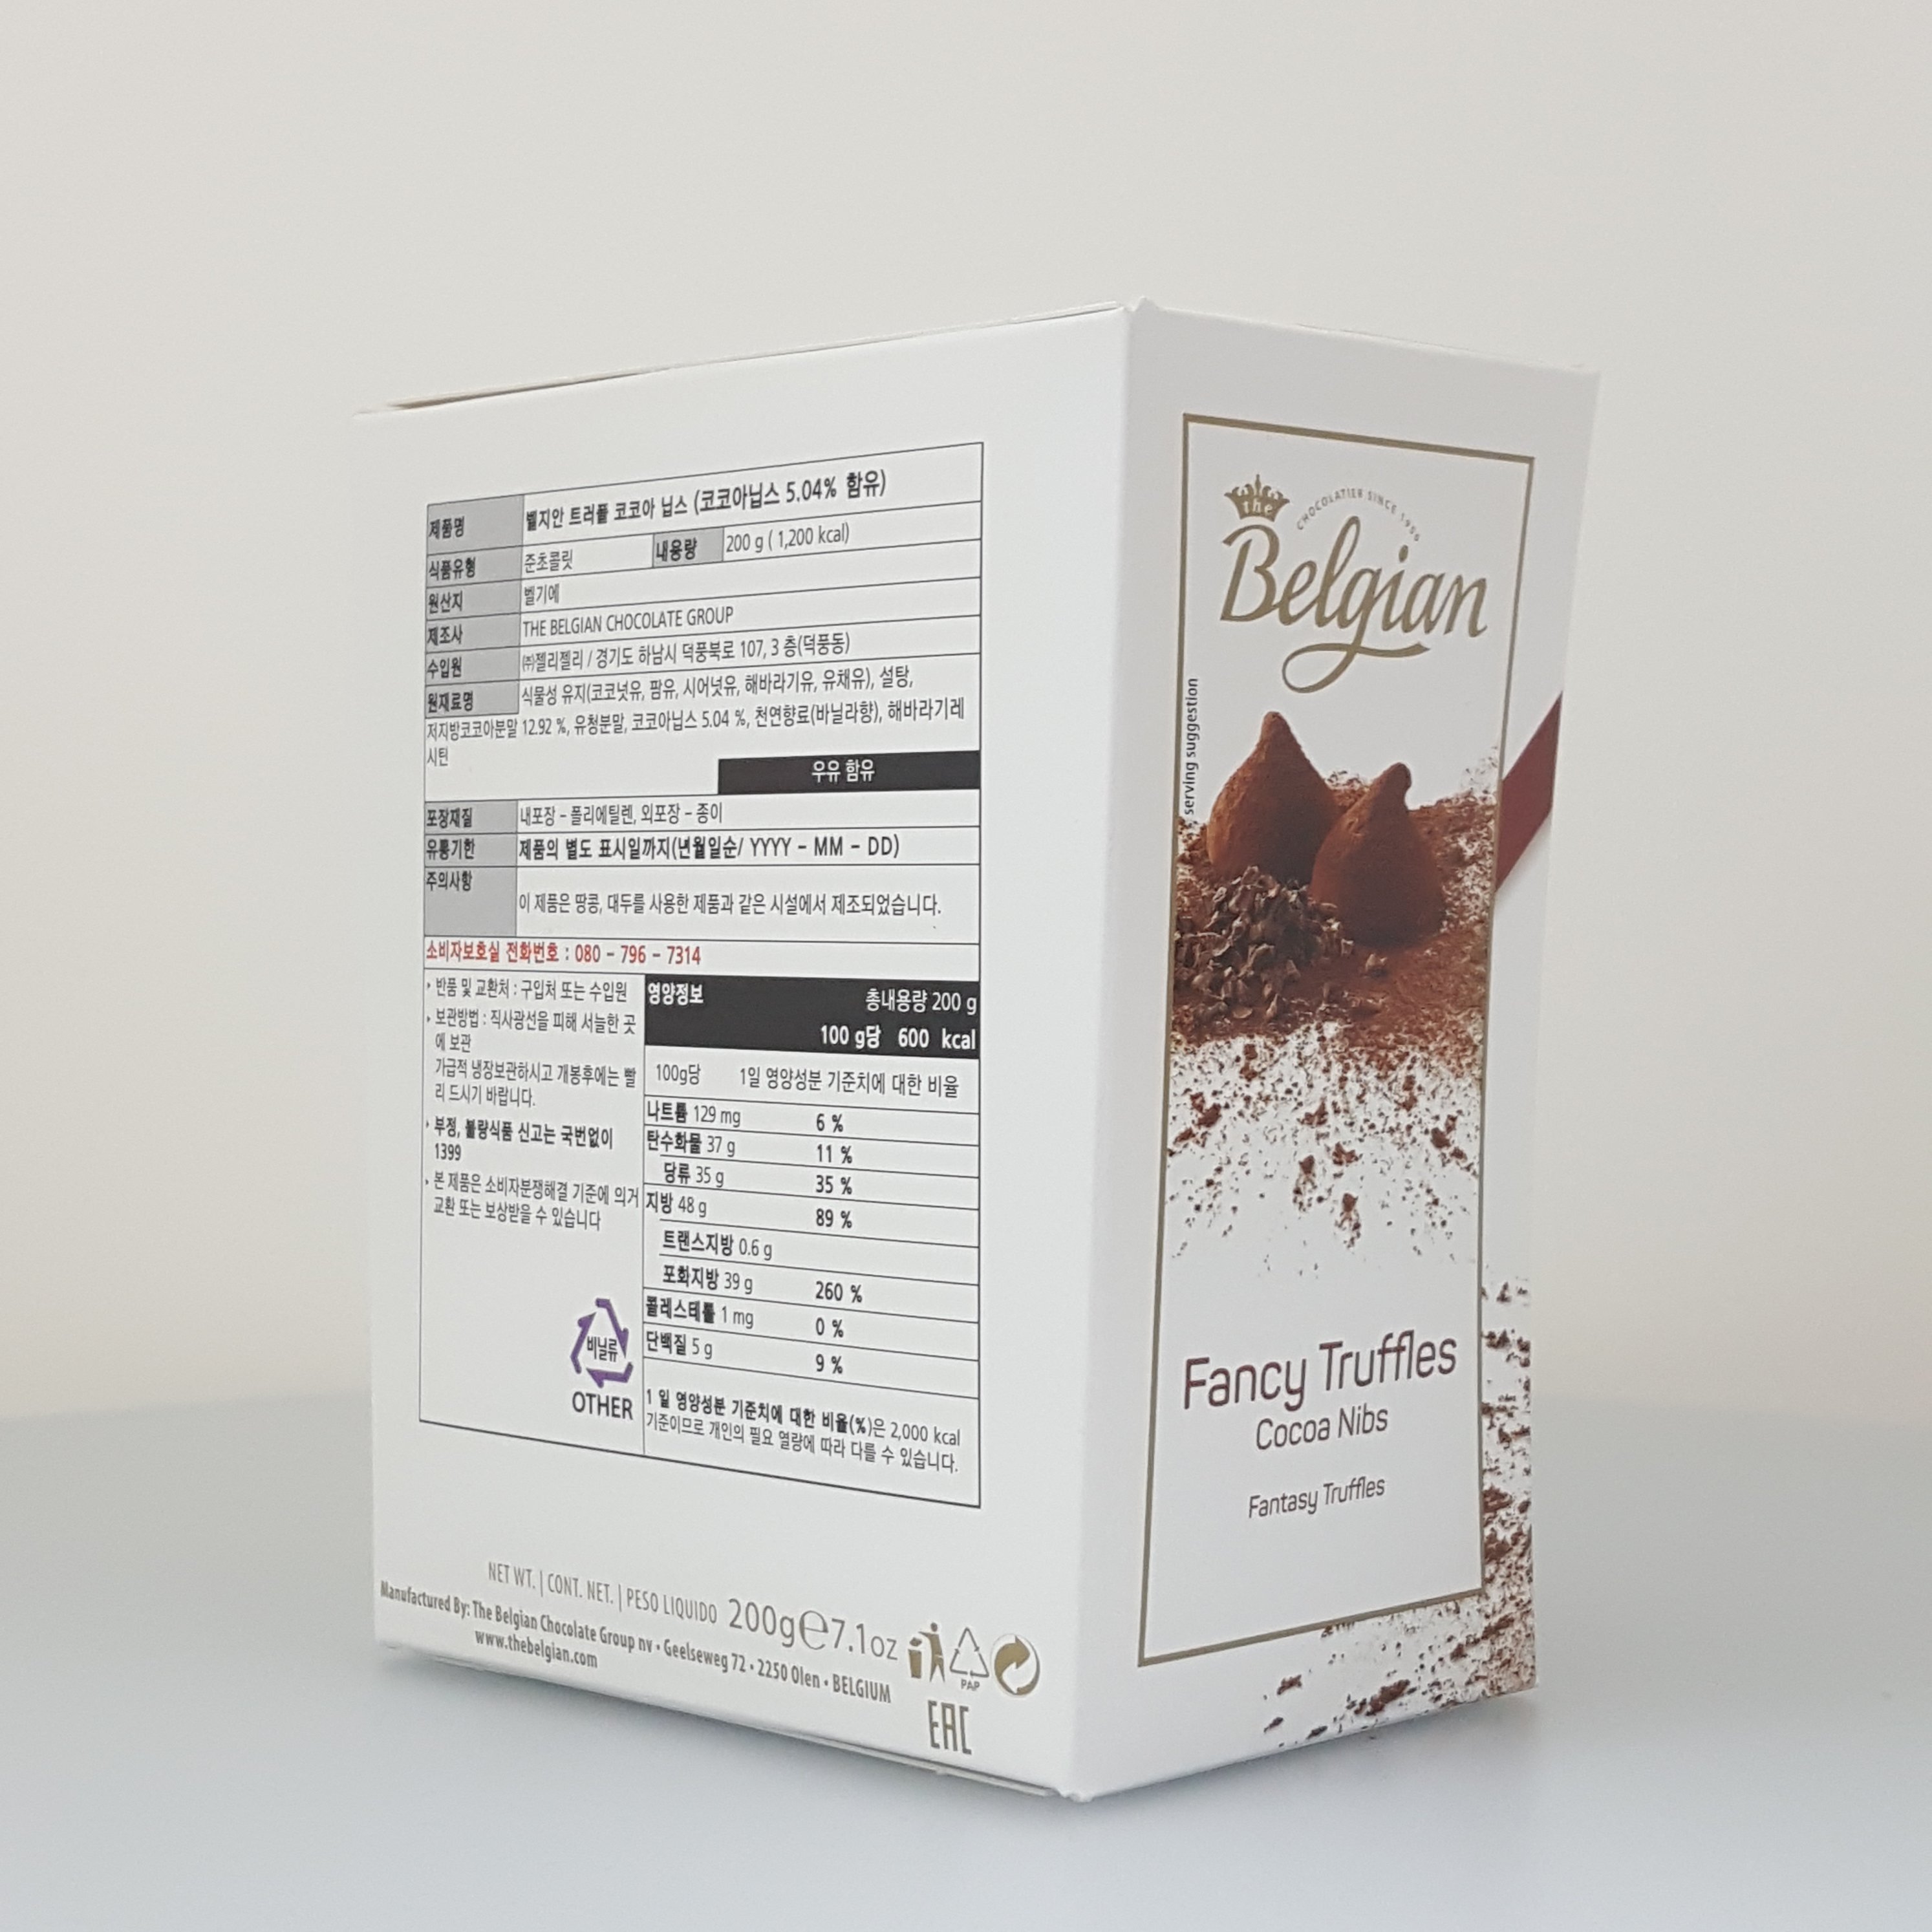 제품명 벨지안 트러플 코코아 닙스 (코코아닙스 5.04% 함유)
식품유형 준초콜릿 내용량 200 g ( 1,200 kcal)
원산지 벨기에
제조사 THE BELGIAN CHOCOLATE GROUP
수입원 ㈜젤리젤리 / 경기도 하남시 덕풍북로 107, 3 층(덕풍동)
원재료명 식물성 유지(코코넛유, 팜유, 시어넛유, 해바라기유, 유채유), 설탕,
저지방코코아분말 12.92 %, 유청분말, 코코아닙스 5.04 %, 천연향료(바닐라향), 해바라기레
시틴
우유 함유
포장재질 내포장 - 폴리에틸렌, 외포장 - 종이
유통기한 제품의 별도 표시일까지(년월일순/ YYYY - MM - DD)
주의사항 이 제품은 땅콩, 대두를 사용한 제품과 같은 시설에서 제조되었습니다.
소비자보호실 전화번호 : 080 - 796 - 7314
반품 및 교환처 : 구입처 또는 수입원
보관방법 : 직사광선을 피해 서늘한 곳
에 보관
가급적 냉장보관하시고 개봉후에는 빨
리 드시기 바랍니다.
부정, 불량식품 신고는 국번없이
1399
본 제품은 소비자분쟁해결 기준에 의거
교환 또는 보상받을 수 있습니다
비닐류
OTHER
영양정보 총내용량 200 g
100 g당 600 kcal
100g당 1일 영양성분 기준치에 대한 비율
나트륨 129 mg 6 %
탄수화물 37 g 11 %
당류 35 g 35 %
지방 48 g 89 %
트랜스지방 0.6 g
포화지방 39 g 260 %
콜레스테롤 1 mg 0 %
단백질 5 g 9 %
1 일 영양성분 기준치에 대한 비율(%)은 2,000 kcal
기준이므로 개인의 필요 열량에 따라 다를 수 있습니다.
NET WT. | CONT. NET. | PESO LIQUIDO 200g℮7.1oz
Manufactured By: The Belgian Chocolate Group nv • Geelseweg 72 • 2250 Olen • BELGIUM
www.thebelgian.com
PAP
EAC
the
CHOCOLATIER SINCE 1956
Belgian
serving suggestion
Fancy Truffles
Cocoa Nibs
Fantasy Truffles